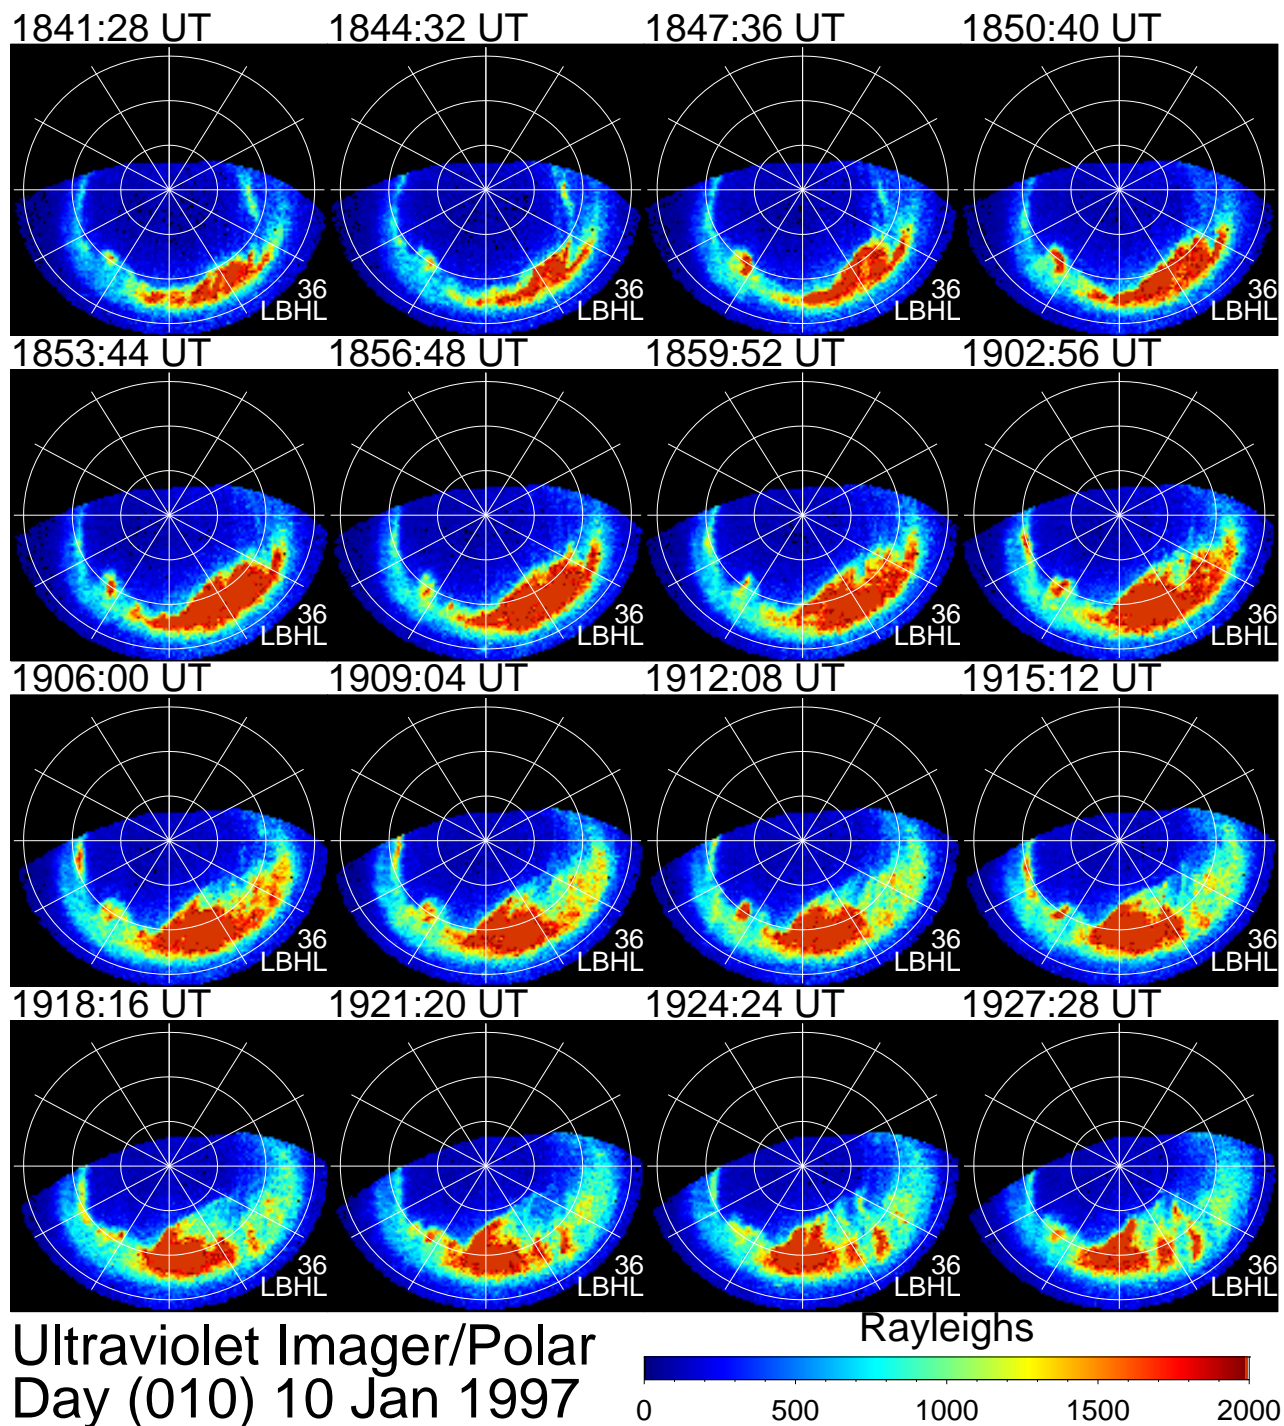 1841:28 UT 1844:32 UT 1847:36 UT 1850:40 UT
36 36 36 36
LBHL LBHL LBHL LBHL
1853:44 UT 1856:48 UT 1859:52 UT 1902:56 UT
36 36 36 36
LBHL LBHL LBHL LBHL
1906:00 UT 1909:04 UT 1912:08 UT 1915:12 UT
36 36 36 36
LBHL LBHL LBHL LBHL
1918:16 UT 1921:20 UT 1924:24 UT 1927:28 UT
36 36 36 36
LBHL LBHL LBHL LBHL
Ultraviolet Imager/Polar
Day (010) 10 Jan 1997
Rayleighs
0 500 1000 1500 2000